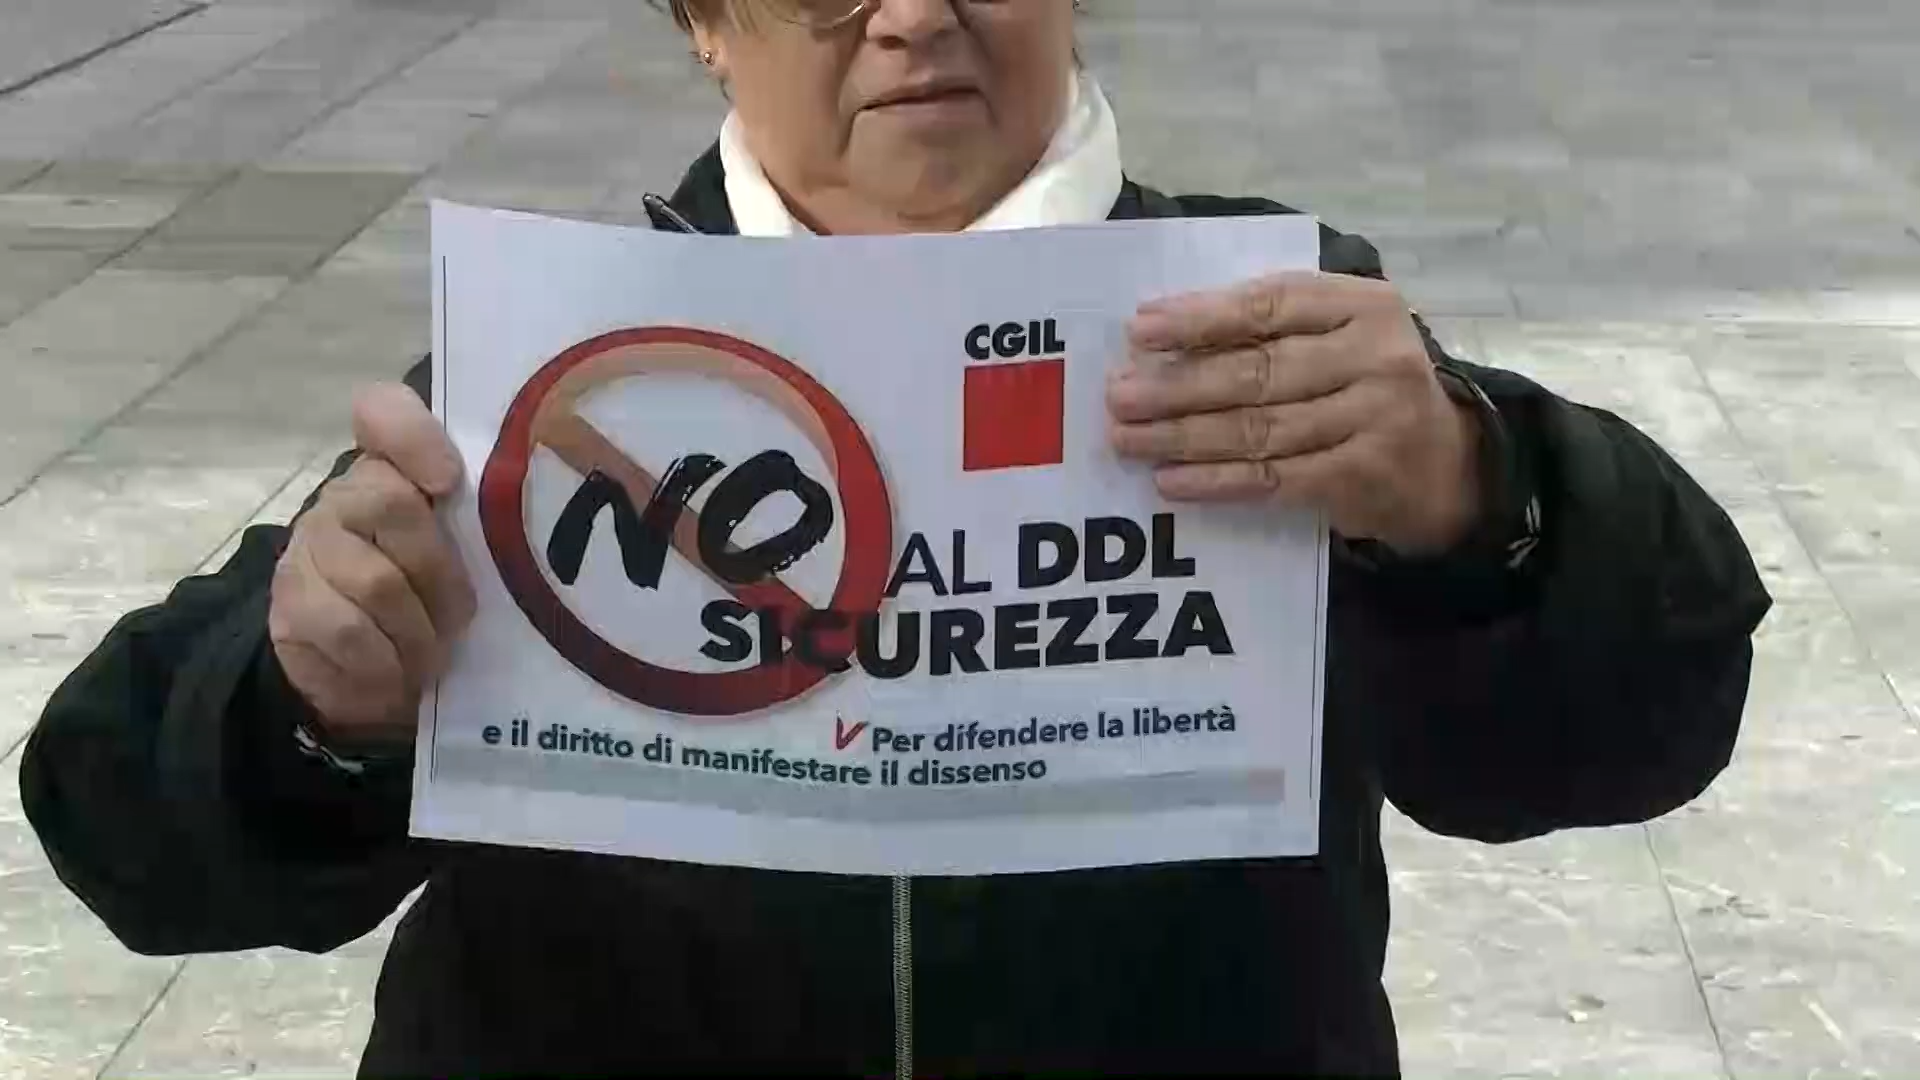 CGIL
NO AL DDL
SICUREZZA
✓ Per difendere la libertà
e il diritto di manifestare il dissenso